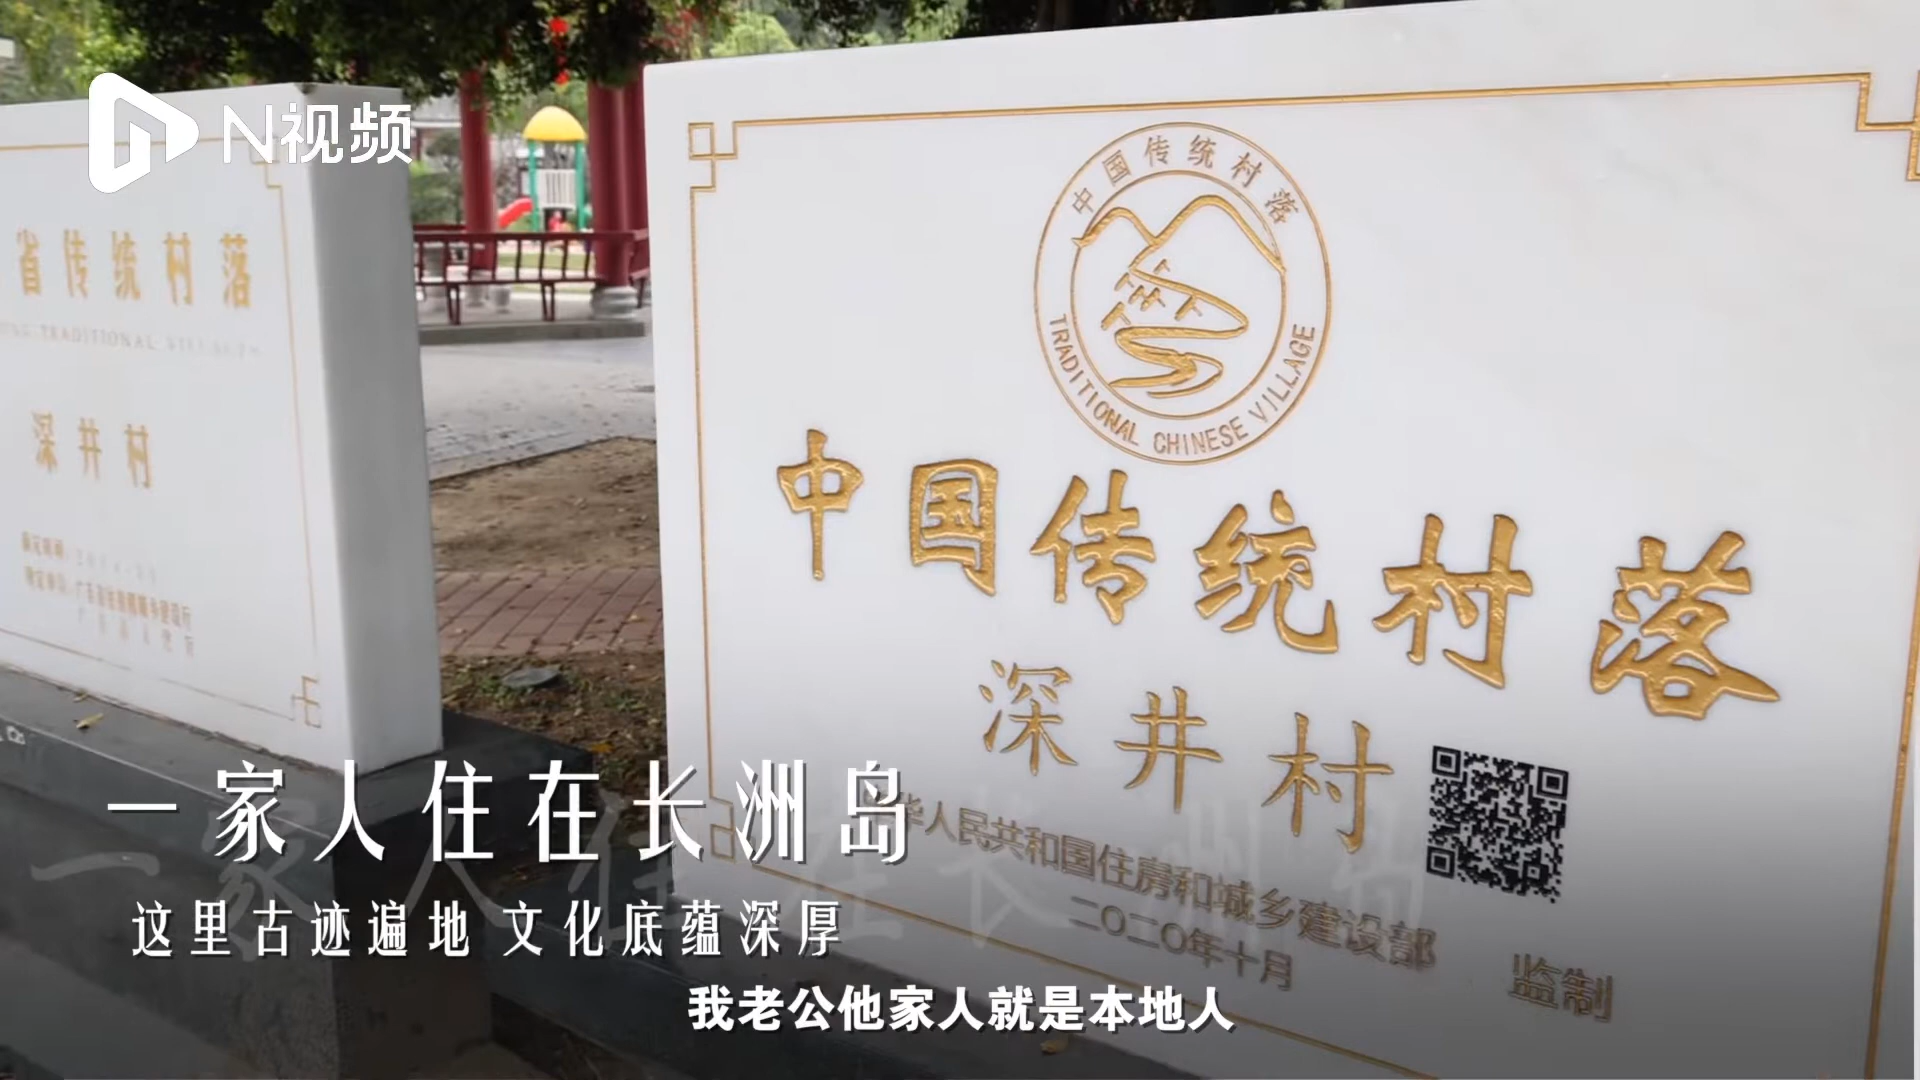 N视频
省传统村落
TRADITIONAL
深井村
中国传统村落
TRADITIONAL CHINESE VILLAGE
中国传统村落
深井村
华人民共和国住房和城乡建设部
二〇二〇年十月
监制
一家人住在长洲岛
这里古迹遍地 文化底蕴深厚
我老公他家人就是本地人